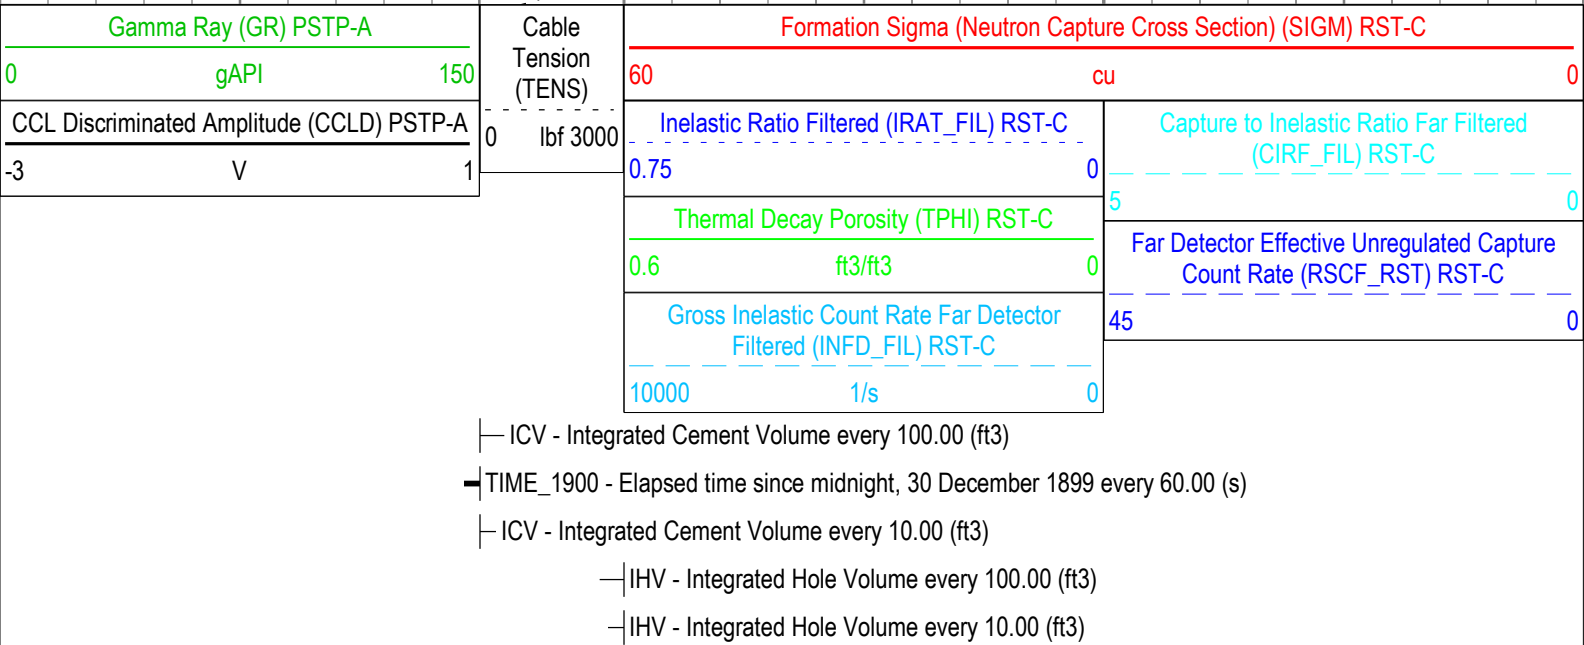 Gamma Ray (GR) PSTP-A
0 gAPI 150
CCL Discriminated Amplitude (CCLD) PSTP-A
-3 V 1
Cable
Tension
(TENS)
0 lbf 3000
Formation Sigma (Neutron Capture Cross Section) (SIGM) RST-C
60 cu 0
Inelastic Ratio Filtered (IRAT_FIL) RST-C
0.75 0
Thermal Decay Porosity (TPHI) RST-C
0.6 ft3/ft3 0
Gross Inelastic Count Rate Far Detector
Filtered (INFD_FIL) RST-C
10000 1/s 0
Capture to Inelastic Ratio Far Filtered
(CIRF_FIL) RST-C
5 0
Far Detector Effective Unregulated Capture
Count Rate (RSCF_RST) RST-C
45 0
ICV - Integrated Cement Volume every 100.00 (ft3)
TIME_1900 - Elapsed time since midnight, 30 December 1899 every 60.00 (s)
ICV - Integrated Cement Volume every 10.00 (ft3)
IHV - Integrated Hole Volume every 100.00 (ft3)
IHV - Integrated Hole Volume every 10.00 (ft3)